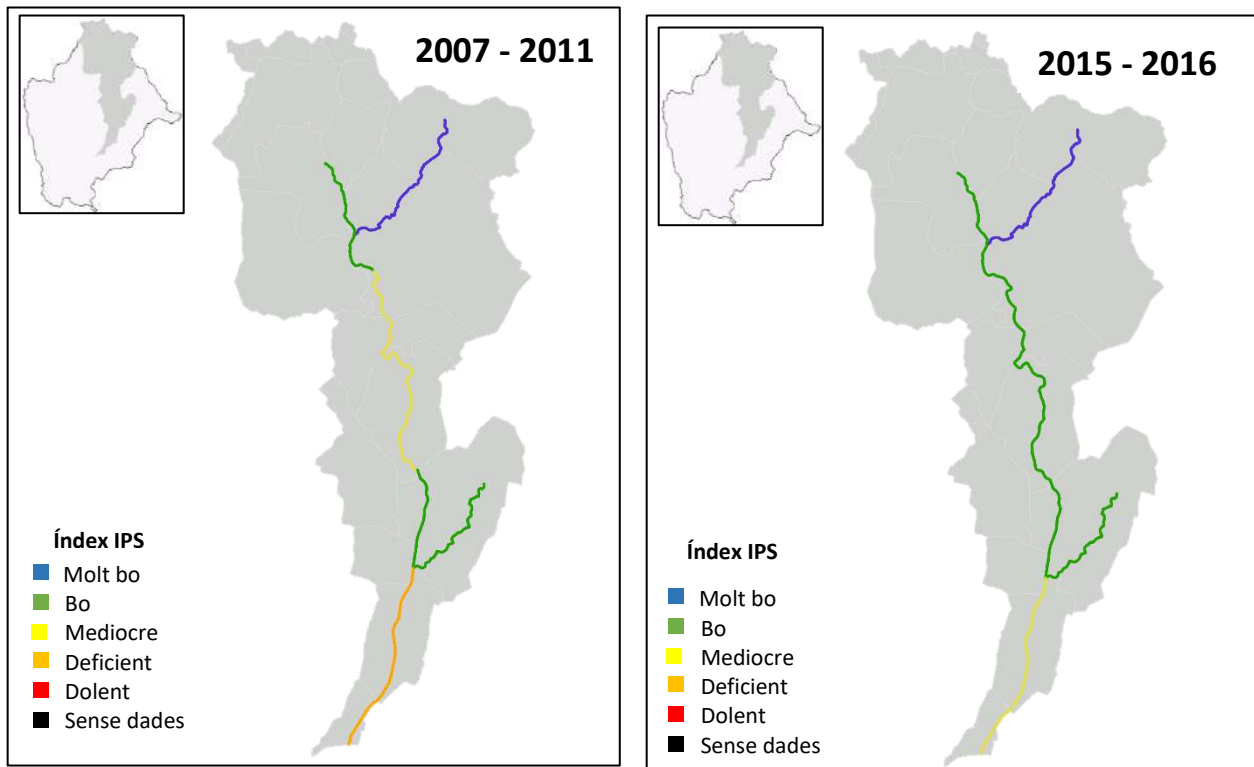 2007 - 2011
Índex IPS
Molt bo
Bo
Mediocre
Deficient
Dolent
Sense dades
2015 - 2016
Índex IPS
Molt bo
Bo
Mediocre
Deficient
Dolent
Sense dades